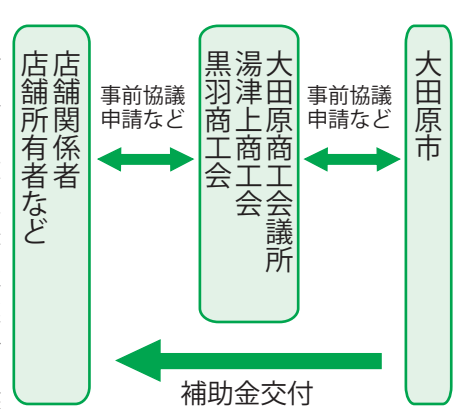 店舗関係者
店舗所有者など
事前協議
申請など
大田原商工会議所
湯津上商工会
黒羽商工会
事前協議
申請など
大田原市
補助金交付